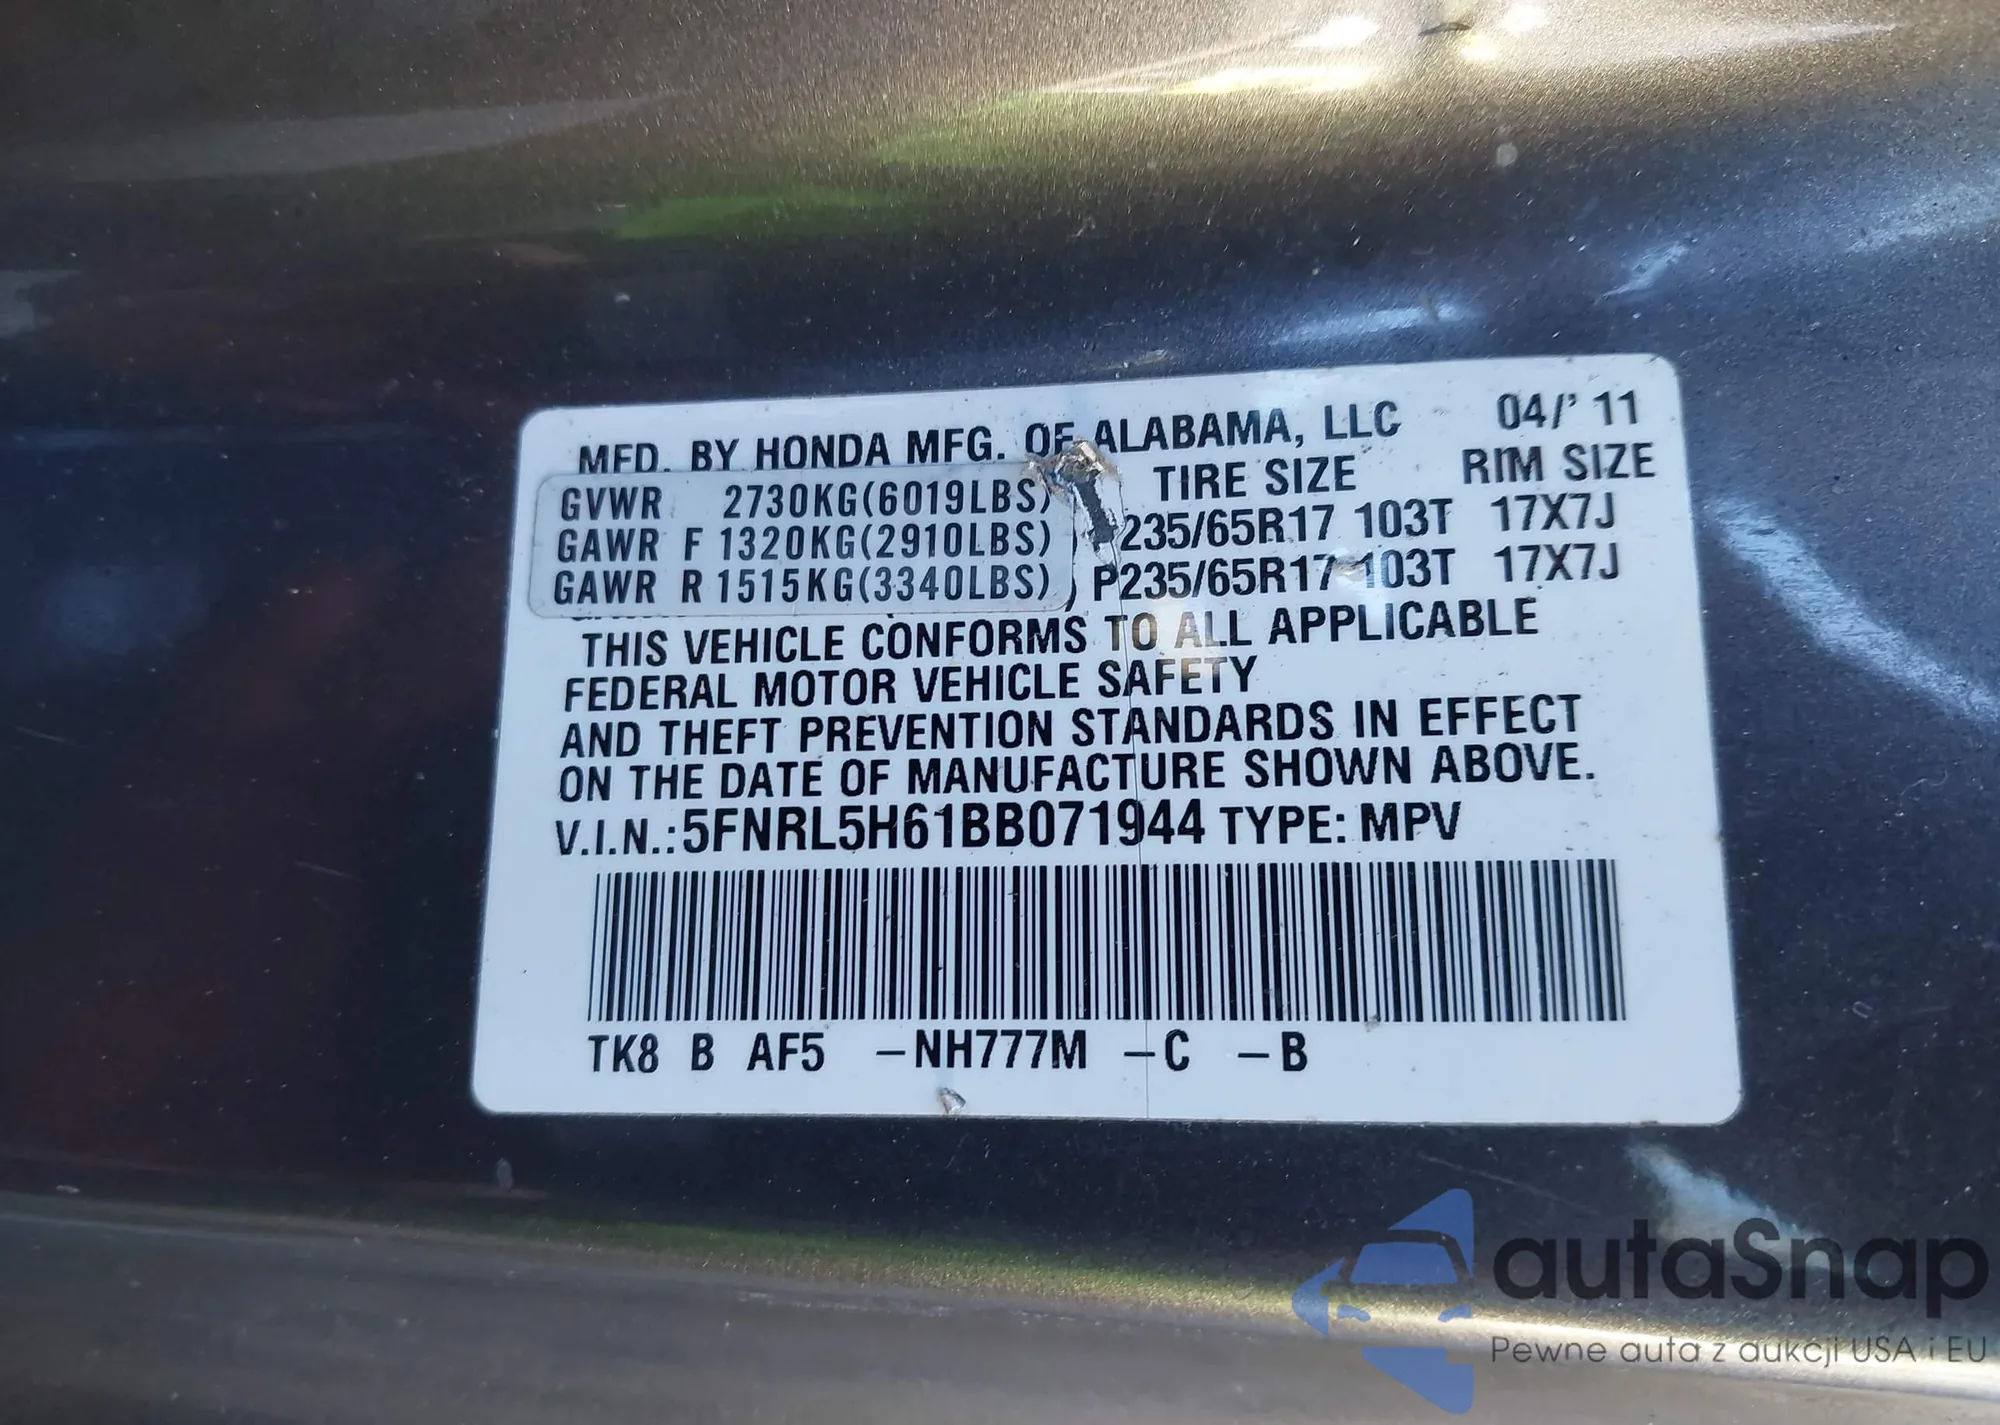 MFD. BY HONDA MFG. OF ALABAMA, LLC 04/' 11
TIRE SIZE RIM SIZE
GVWR 2730KG(6019LBS)
GAWR F 1320KG(2910LBS) P235/65R17 103T 17X7J
GAWR R 1515KG(3340LBS) P235/65R17 103T 17X7J
THIS VEHICLE CONFORMS TO ALL APPLICABLE
FEDERAL MOTOR VEHICLE SAFETY
AND THEFT PREVENTION STANDARDS IN EFFECT
ON THE DATE OF MANUFACTURE SHOWN ABOVE.
V.I.N.:5FNRL5H61BB071944 TYPE: MPV
TK8 B AF5 –NH777M –C –B
autaSnap
Pewne auta z aukcji USA i EU